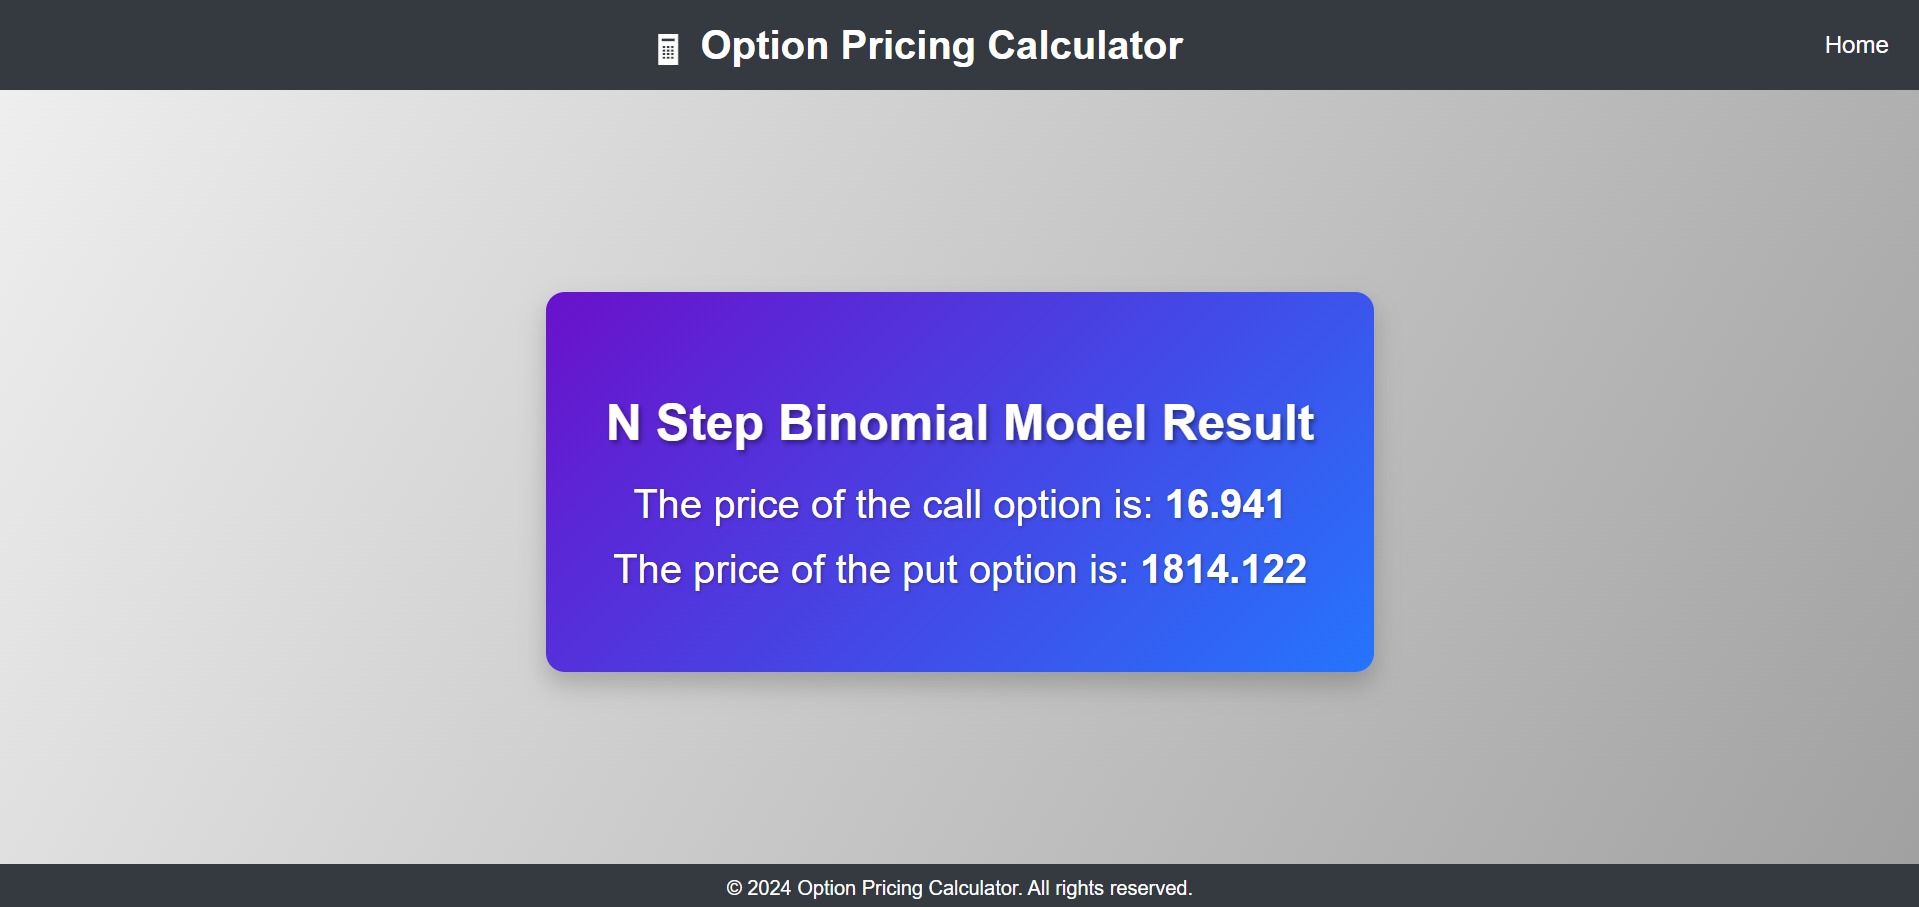 Option Pricing Calculator
Home
N Step Binomial Model Result
The price of the call option is: 16.941
The price of the put option is: 1814.122
© 2024 Option Pricing Calculator. All rights reserved.